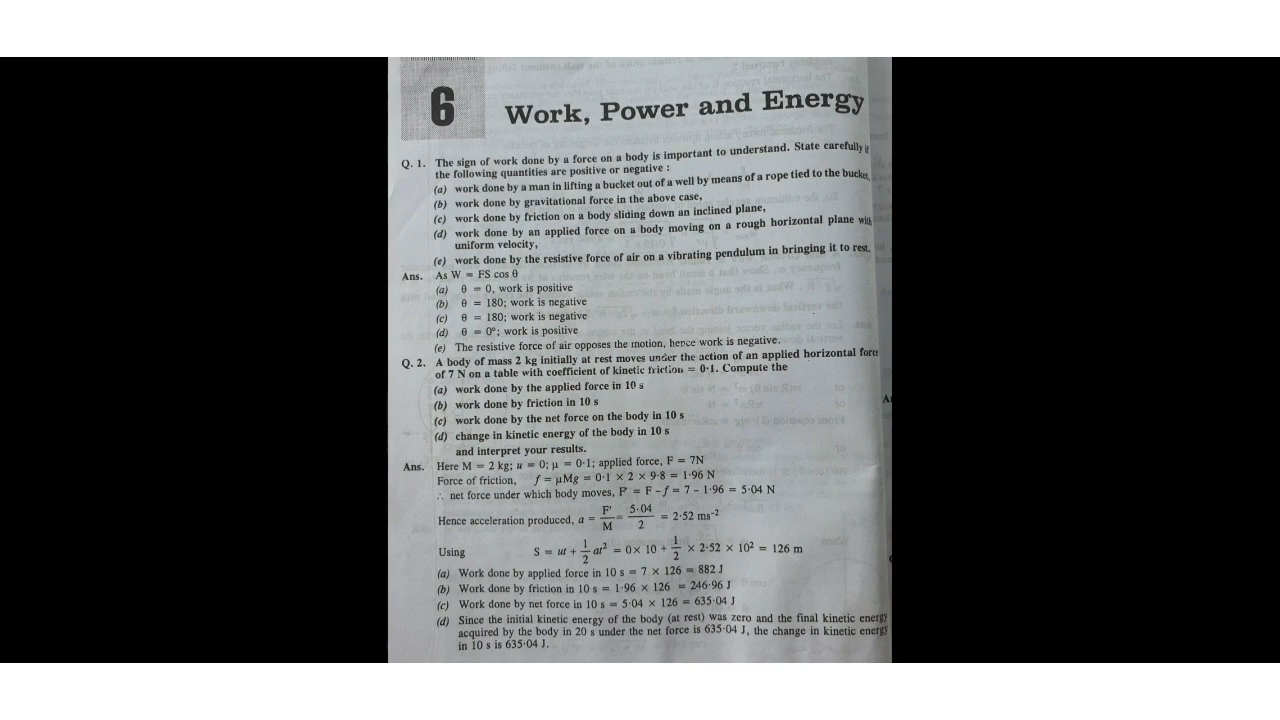 6
Work, Power and Energy
Q. 1. The sign of work done by a force on a body is important to understand. State carefully if
the following quantities are positive or negative :
(a) work done by a man in lifting a bucket out of a well by means of a rope tied to the bucket,
(b) work done by gravitational force in the above case,
(c) work done by friction on a body sliding down an inclined plane,
(d) work done by an applied force on a body moving on a rough horizontal plane with
uniform velocity,
(e) work done by the resistive force of air on a vibrating pendulum in bringing it to rest.
Ans. As W = FS cos θ
(a) θ = 0, work is positive
(b) θ = 180; work is negative
(c) θ = 180; work is negative
(d) θ = 0°; work is positive
(e) The resistive force of air opposes the motion, hence work is negative.
Q. 2. A body of mass 2 kg initially at rest moves under the action of an applied horizontal force
of 7 N on a table with coefficient of kinetic friction = 0·1. Compute the
(a) work done by the applied force in 10 s
(b) work done by friction in 10 s
(c) work done by the net force on the body in 10 s
(d) change in kinetic energy of the body in 10 s
and interpret your results.
Ans. Here M = 2 kg; u = 0; μ = 0·1; applied force, F = 7N
Force of friction, f = μMg = 0·1 × 2 × 9·8 = 1·96 N
∴ net force under which body moves, F' = F – f = 7 – 1·96 = 5·04 N
Hence acceleration produced, a = F'/M = 5·04/2 = 2·52 ms⁻²
Using S = ut + 1/2 at² = 0× 10 + 1/2 × 2·52 × 10² = 126 m
(a) Work done by applied force in 10 s = 7 × 126 = 882 J
(b) Work done by friction in 10 s = 1·96 × 126 = 246·96 J
(c) Work done by net force in 10 s = 5·04 × 126 = 635·04 J
(d) Since the initial kinetic energy of the body (at rest) was zero and the final kinetic energy
acquired by the body in 20 s under the net force is 635·04 J, the change in kinetic energy
in 10 s is 635·04 J.